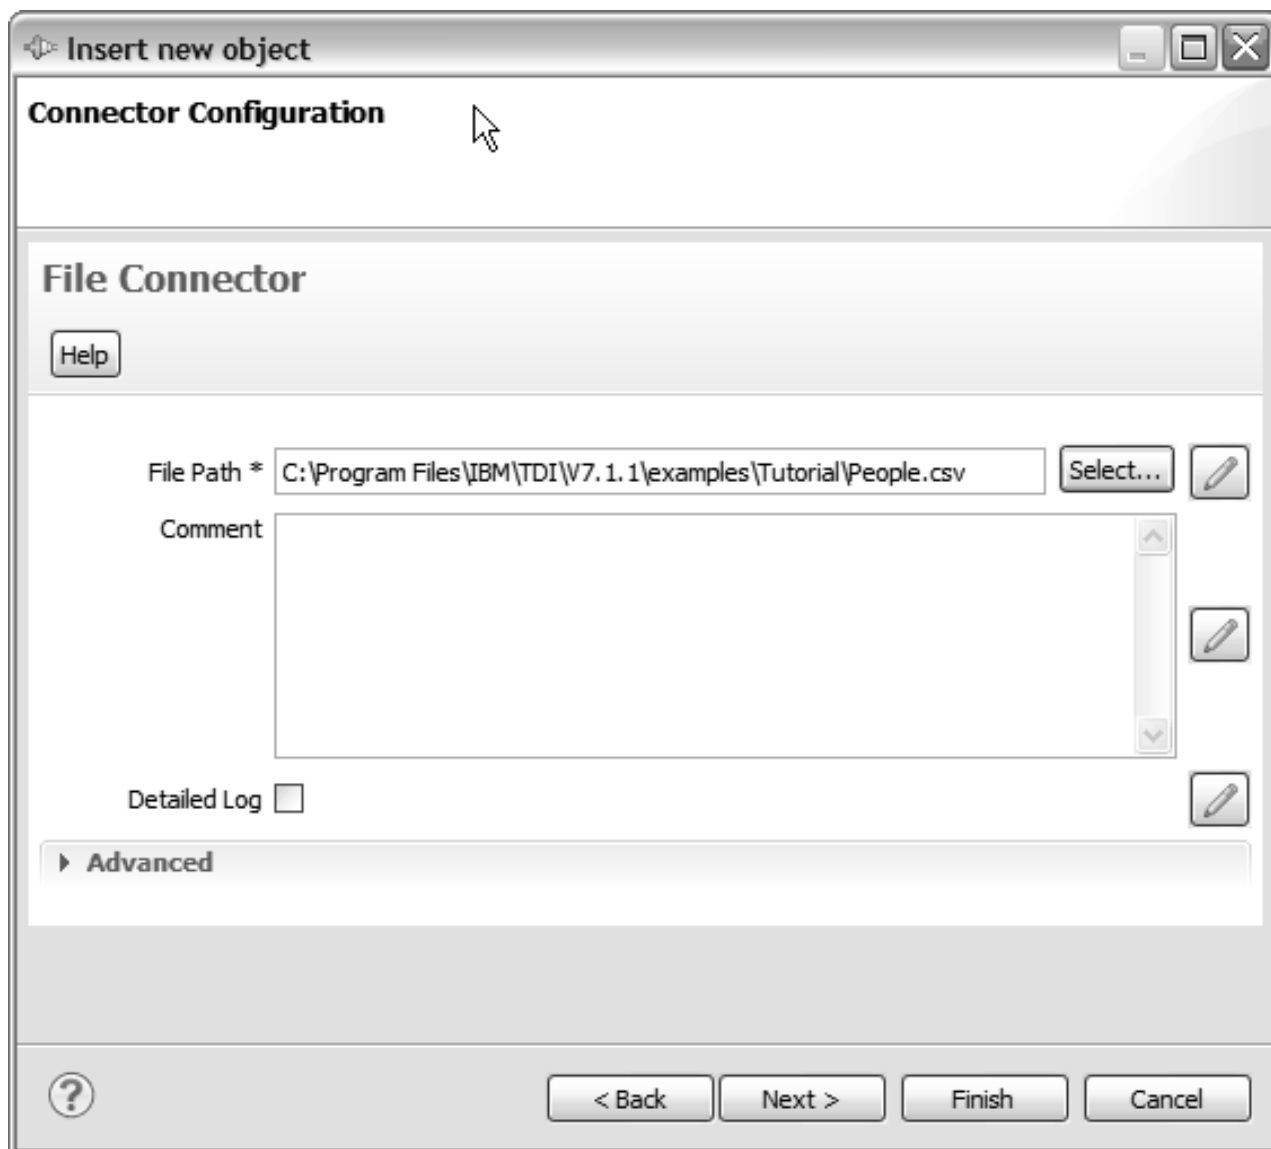 Insert new object
Connector Configuration
File Connector
Help
File Path * C:\Program Files\IBM\TDI\V7.1.1\examples\Tutorial\People.csv Select...
Comment
Detailed Log
Advanced
? < Back Next > Finish Cancel